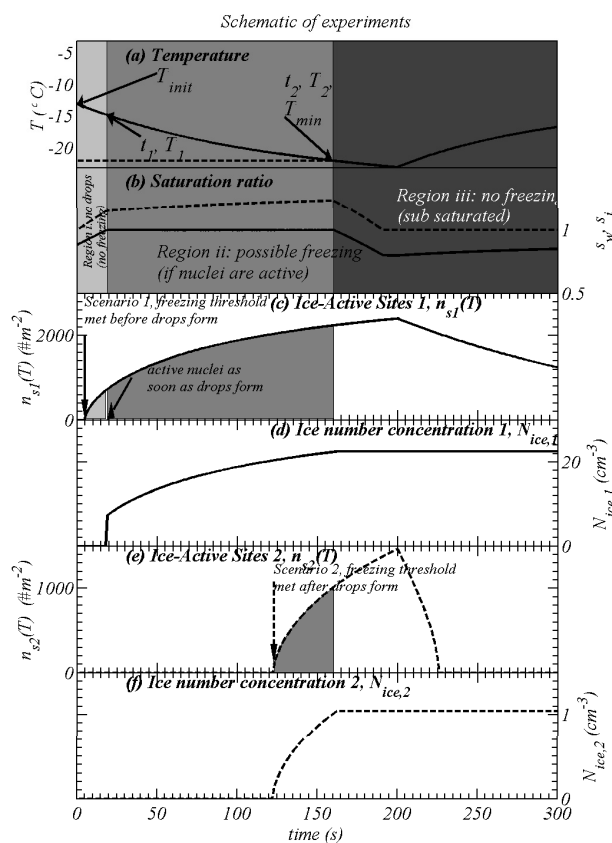 Schematic of experiments
-5
-10
-15
-20
T (°C)
(a) Temperature
T_init
t_1, T_1
t_2, T_2,
T_min
(b) Saturation ratio
Region i: no drops
(no freezing)
Region ii: possible freezing
(if nuclei are active)
Region iii: no freezing
(sub saturated)
1
0.5
s_w, s_i
Scenario 1, freezing threshold
met before drops form
(c) Ice-Active Sites 1, n_s1(T)
active nuclei as
soon as drops form
2000
0
n_s1(T) (#m^-2)
(d) Ice number concentration 1, N_ice,1
20
0
N_ice,1 (cm^-3)
(e) Ice-Active Sites 2, n_s2(T)
Scenario 2, freezing threshold
met after drops form
1000
0
n_s2(T) (#m^-2)
(f) Ice number concentration 2, N_ice,2
1
0
N_ice,2 (cm^-3)
0 50 100 150 200 250 300
time (s)